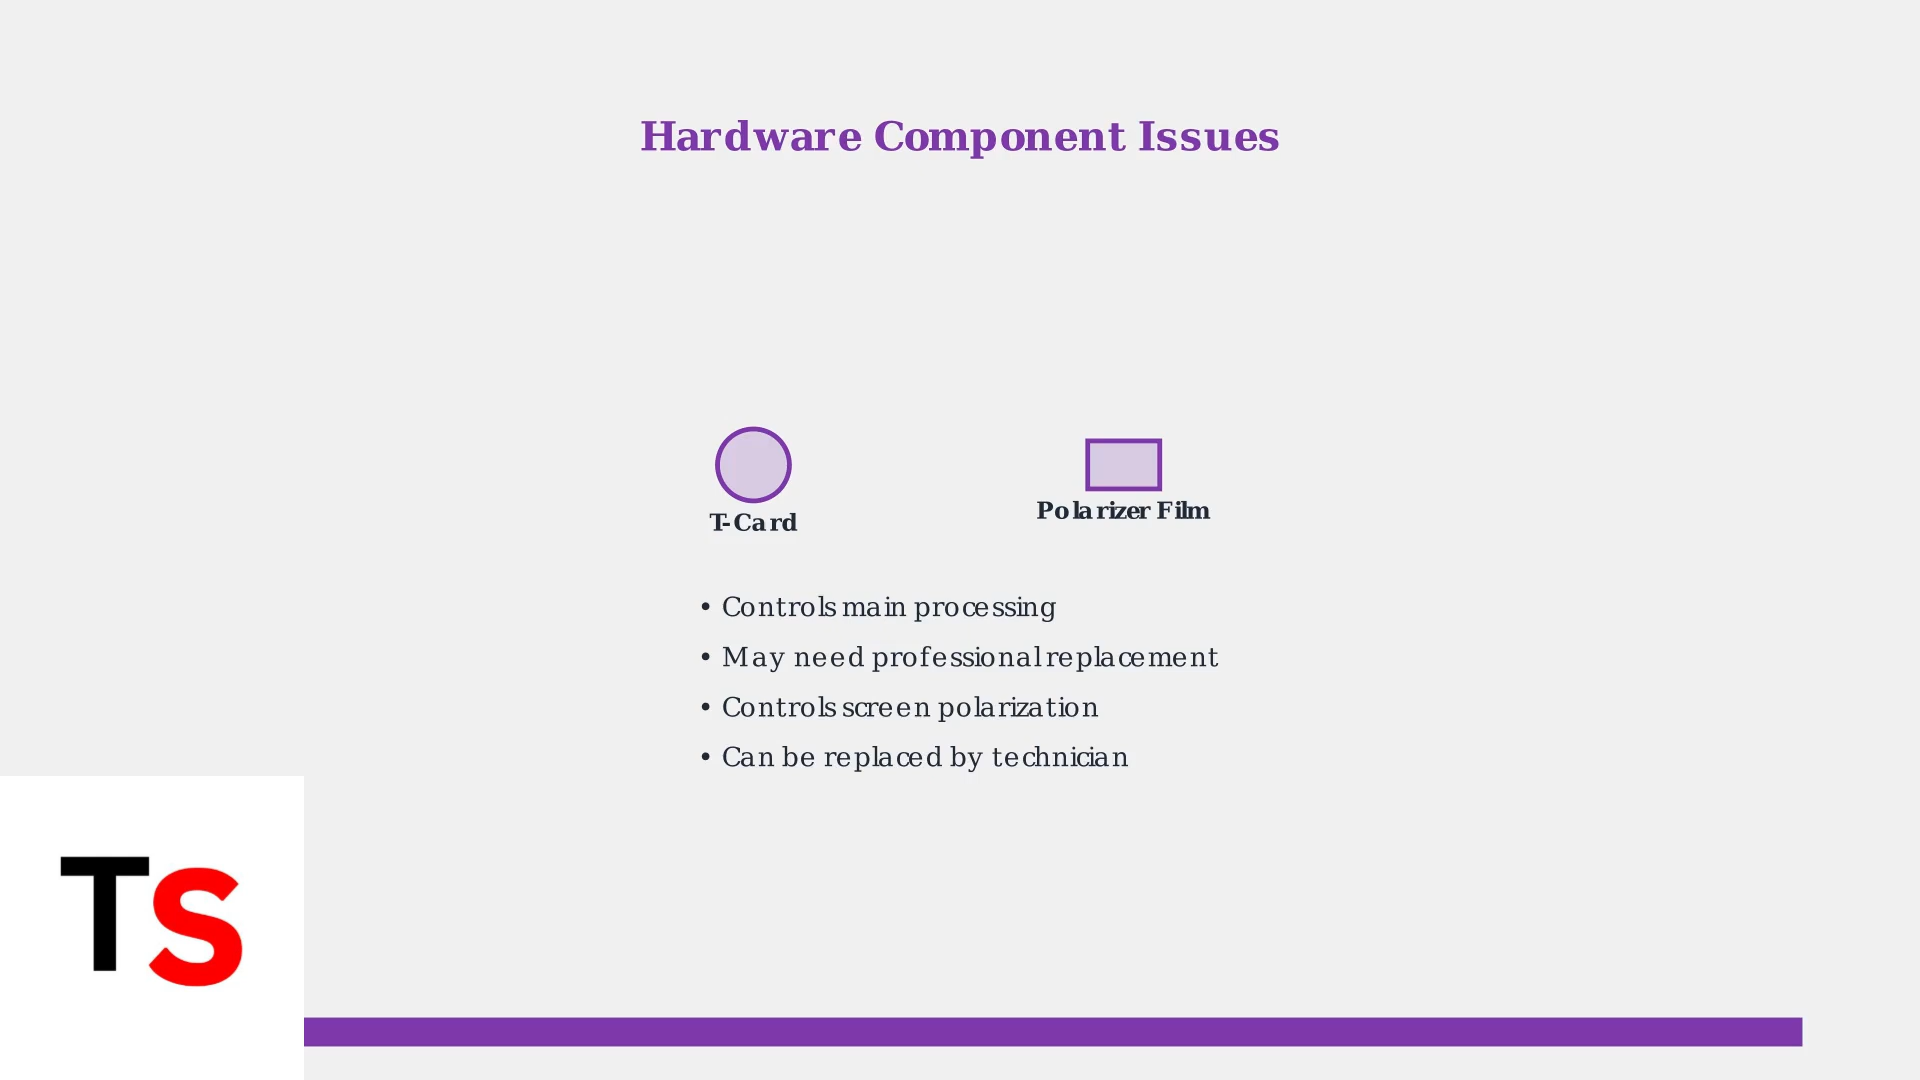 Hardware Component Issues
T-Card
Polarizer Film
• Controls main processing
• May need professional replacement
• Controls screen polarization
• Can be replaced by technician
TS